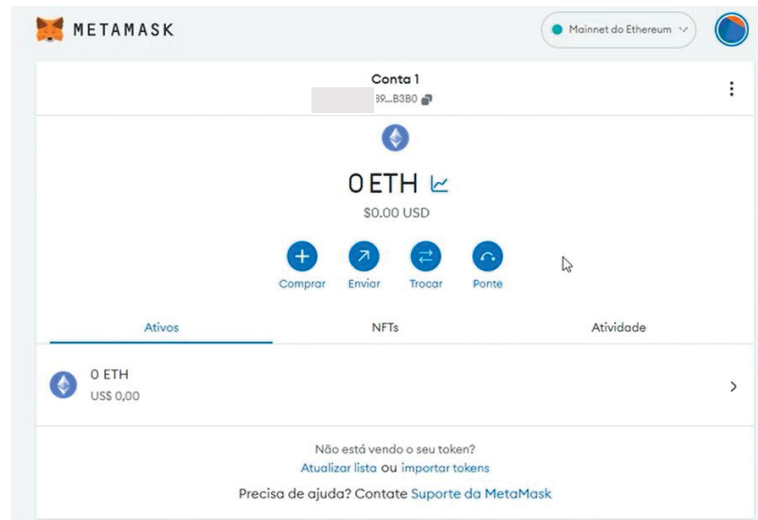 METAMASK
Mainnet do Ethereum
Conta 1
B9...B3B0
0 ETH
$0.00 USD
Comprar Enviar Trocar Ponte
Ativos NFTs Atividade
0 ETH
US$ 0,00
Não está vendo o seu token?
Atualizar lista ou importar tokens
Precisa de ajuda? Contate Suporte da MetaMask